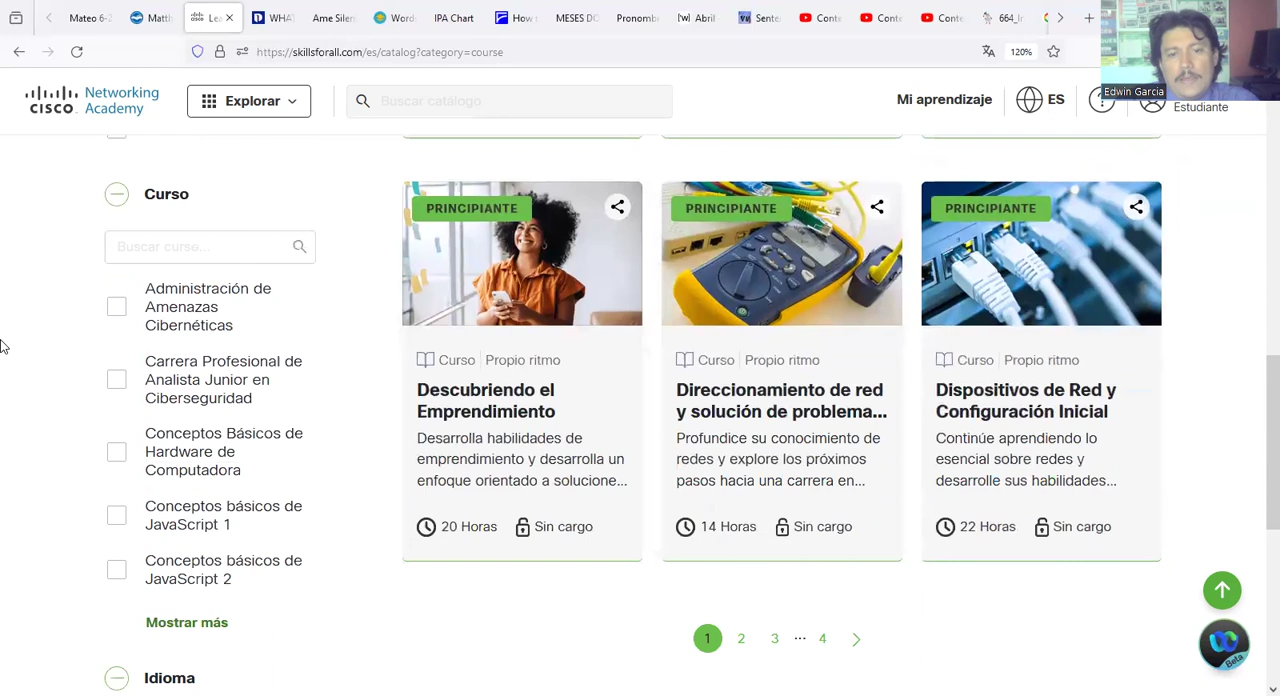 Mateo 6-2
Matth
Lea
WHA
Ame Silen
Word
IPA Chart
How
MESES DO
Pronomb
Abril
Sente
Conte
Conte
Conte
664_In
https://skillsforall.com/es/catalog?category=course
120%
Edwin Garcia
CISCO
Networking
Academy
Explorar
Buscar catálogo
Mi aprendizaje
ES
?
Estudiante
Curso
Buscar curso...
Administración de
Amenazas
Cibernéticas
Carrera Profesional de
Analista Junior en
Ciberseguridad
Conceptos Básicos de
Hardware de
Computadora
Conceptos básicos de
JavaScript 1
Conceptos básicos de
JavaScript 2
Mostrar más
Idioma
PRINCIPIANTE
Curso Propio ritmo
Descubriendo el
Emprendimiento
Desarrolla habilidades de
emprendimiento y desarrolla un
enfoque orientado a solucione...
20 Horas Sin cargo
PRINCIPIANTE
Curso Propio ritmo
Direccionamiento de red
y solución de problema...
Profundice su conocimiento de
redes y explore los próximos
pasos hacia una carrera en...
14 Horas Sin cargo
PRINCIPIANTE
Curso Propio ritmo
Dispositivos de Red y
Configuración Inicial
Continúe aprendiendo lo
esencial sobre redes y
desarrolle sus habilidades...
22 Horas Sin cargo
1 2 3 ... 4
Beta